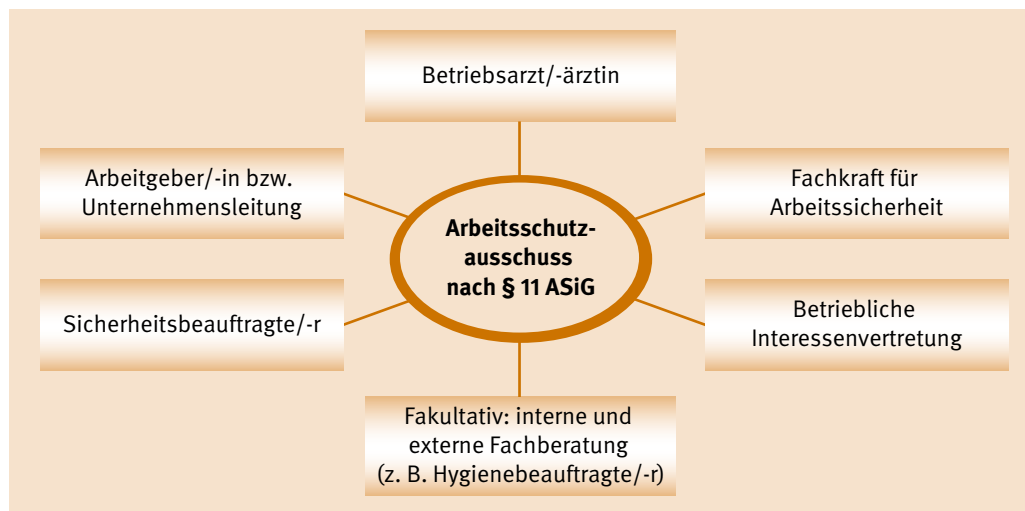 Betriebsarzt/-ärztin
Arbeitgeber/-in bzw.
Unternehmensleitung
Fachkraft für
Arbeitssicherheit
Arbeitsschutz-
ausschuss
nach § 11 ASiG
Sicherheitsbeauftragte/-r
Betriebliche
Interessenvertretung
Fakultativ: interne und
externe Fachberatung
(z. B. Hygienebeauftragte/-r)